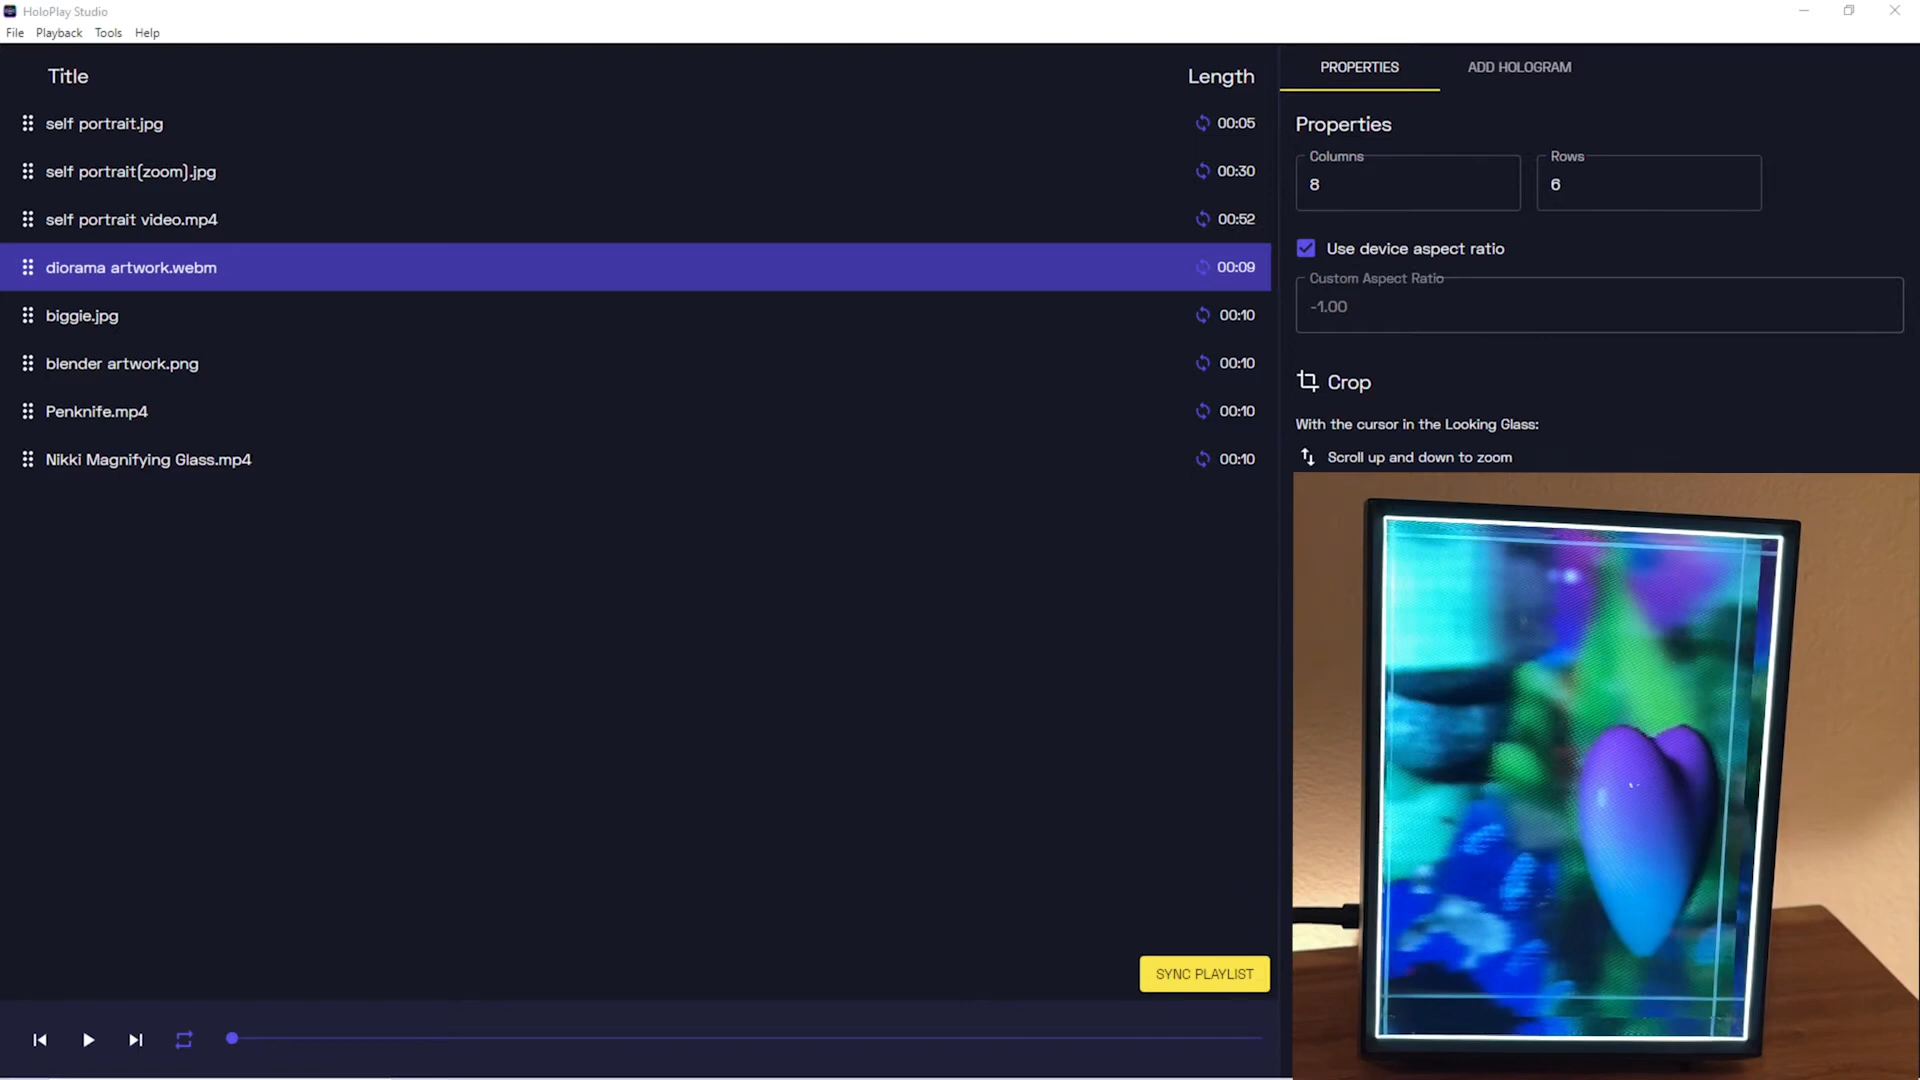 HoloPlay Studio
File Playback Tools Help
Title Length
self portrait.jpg 00:05
self portrait(zoom).jpg 00:30
self portrait video.mp4 00:52
diorama artwork.webm 00:09
biggie.jpg 00:10
blender artwork.png 00:10
Penknife.mp4 00:10
Nikki Magnifying Glass.mp4 00:10
SYNC PLAYLIST
PROPERTIES ADD HOLOGRAM
Properties
Columns Rows
8 6
Use device aspect ratio
Custom Aspect Ratio
-1.00
Crop
With the cursor in the Looking Glass:
Scroll up and down to zoom